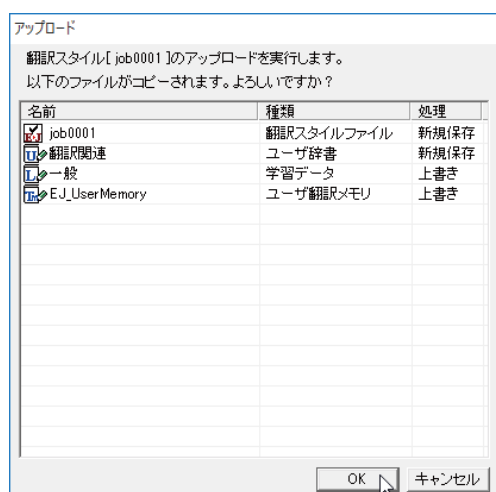 アップロード
翻訳スタイル[ job0001 ]のアップロードを実行します。
以下のファイルがコピーされます。よろしいですか？
名前 種類 処理
EJ job0001 翻訳スタイルファイル 新規保存
U 翻訳関連 ユーザ辞書 新規保存
L 一般 学習データ 上書き
TM EJ_UserMemory ユーザ翻訳メモリ 上書き
OK キャンセル